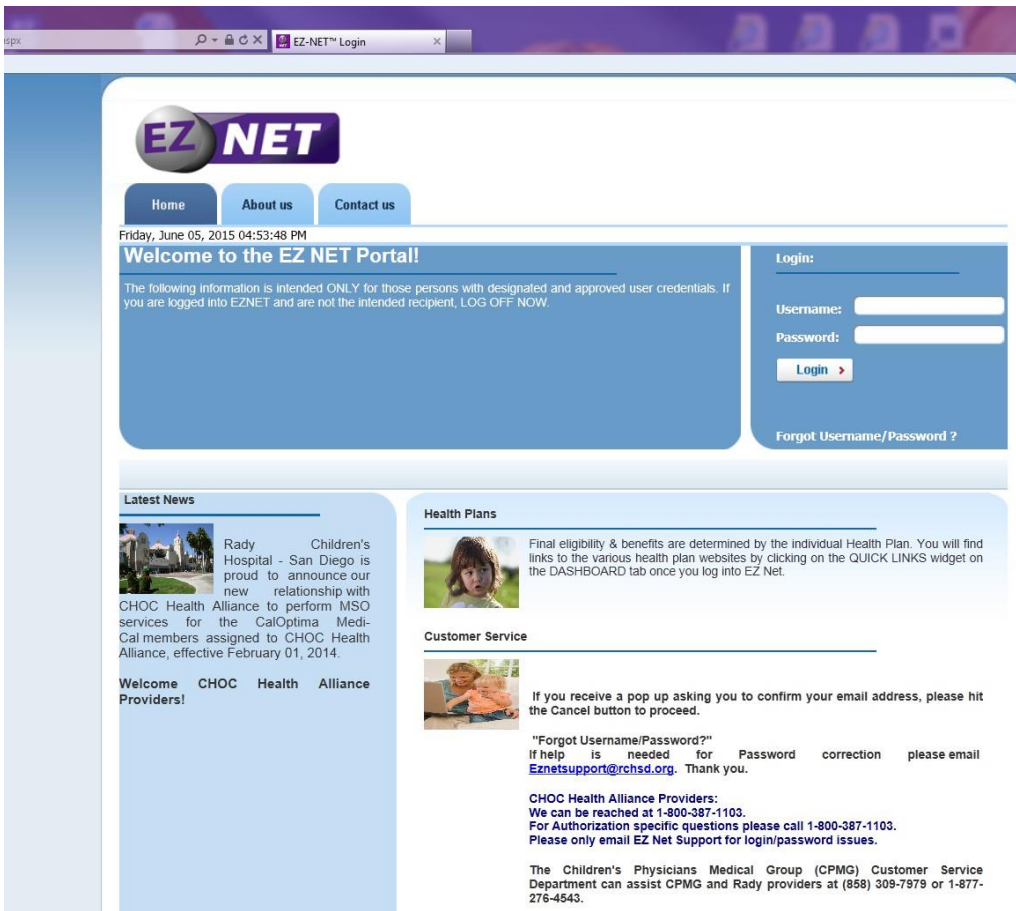 aspx
EZ-NET™ Login
EZ NET
Home
About us
Contact us
Friday, June 05, 2015 04:53:48 PM
Welcome to the EZ NET Portal!
The following information is intended ONLY for those persons with designated and approved user credentials. If
you are logged into EZNET and are not the intended recipient, LOG OFF NOW.
Login:
Username:
Password:
Login
Forgot Username/Password ?
Latest News
Rady Children's
Hospital - San Diego is
proud to announce our
new relationship with
CHOC Health Alliance to perform MSO
services for the CalOptima Medi-
Cal members assigned to CHOC Health
Alliance, effective February 01, 2014.
Welcome CHOC Health Alliance
Providers!
Health Plans
Final eligibility & benefits are determined by the individual Health Plan. You will find
links to the various health plan websites by clicking on the QUICK LINKS widget on
the DASHBOARD tab once you log into EZ Net.
Customer Service
If you receive a pop up asking you to confirm your email address, please hit
the Cancel button to proceed.
"Forgot Username/Password?"
If help is needed for Password correction please email
Eznetsupport@rchsd.org. Thank you.
CHOC Health Alliance Providers:
We can be reached at 1-800-387-1103.
For Authorization specific questions please call 1-800-387-1103.
Please only email EZ Net Support for login/password issues.
The Children's Physicians Medical Group (CPMG) Customer Service
Department can assist CPMG and Rady providers at (858) 309-7979 or 1-877-
276-4543.